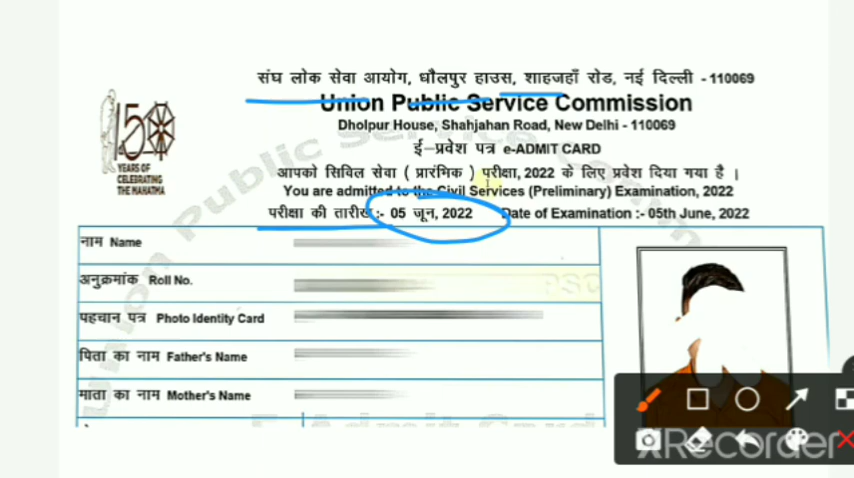 संघ लोक सेवा आयोग, धौलपुर हाउस, शाहजहाँ रोड, नई दिल्ली - 110069
Union Public Service Commission
Dholpur House, Shahjahan Road, New Delhi - 110069
ई-प्रवेश पत्र e-ADMIT CARD
आपको सिविल सेवा ( प्रारंभिक ) परीक्षा, 2022 के लिए प्रवेश दिया गया है ।
You are admitted to the Civil Services (Preliminary) Examination, 2022
परीक्षा की तारीख :- 05 जून, 2022 Date of Examination :- 05th June, 2022
150
YEARS OF
CELEBRATING
THE MAHATMA
नाम Name
अनुक्रमांक Roll No.
पहचान पत्र Photo Identity Card
पिता का नाम Father's Name
माता का नाम Mother's Name
XRecorder